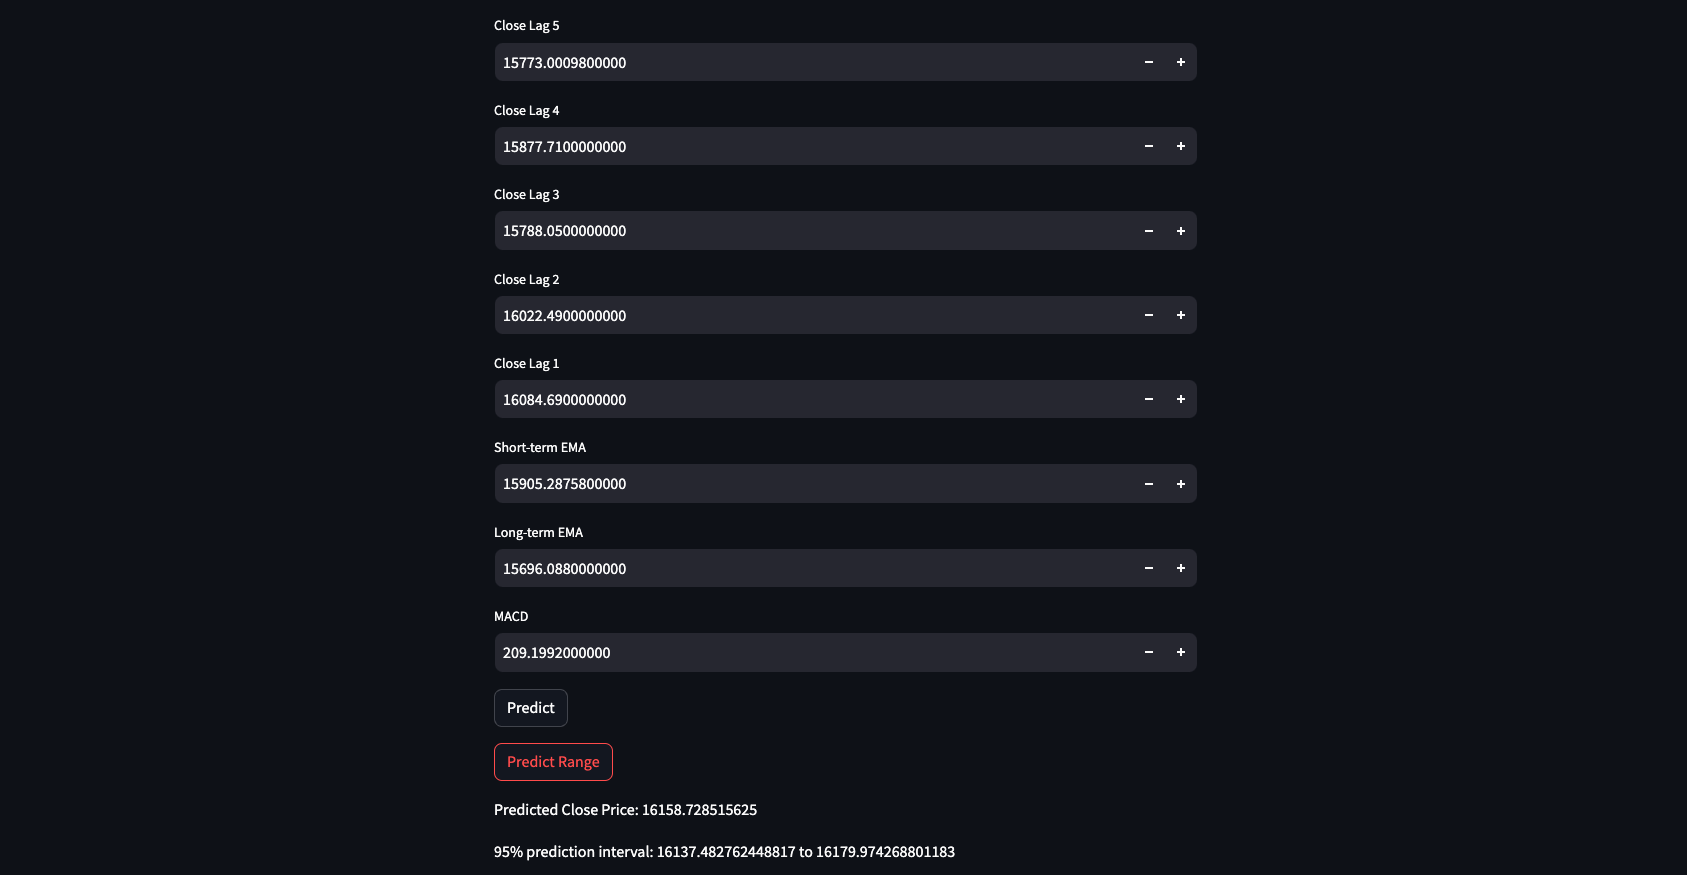 Close Lag 5
15773.0009800000
Close Lag 4
15877.7100000000
Close Lag 3
15788.0500000000
Close Lag 2
16022.4900000000
Close Lag 1
16084.6900000000
Short-term EMA
15905.2875800000
Long-term EMA
15696.0880000000
MACD
209.1992000000
Predict
Predict Range
Predicted Close Price: 16158.728515625
95% prediction interval: 16137.482762448817 to 16179.974268801183